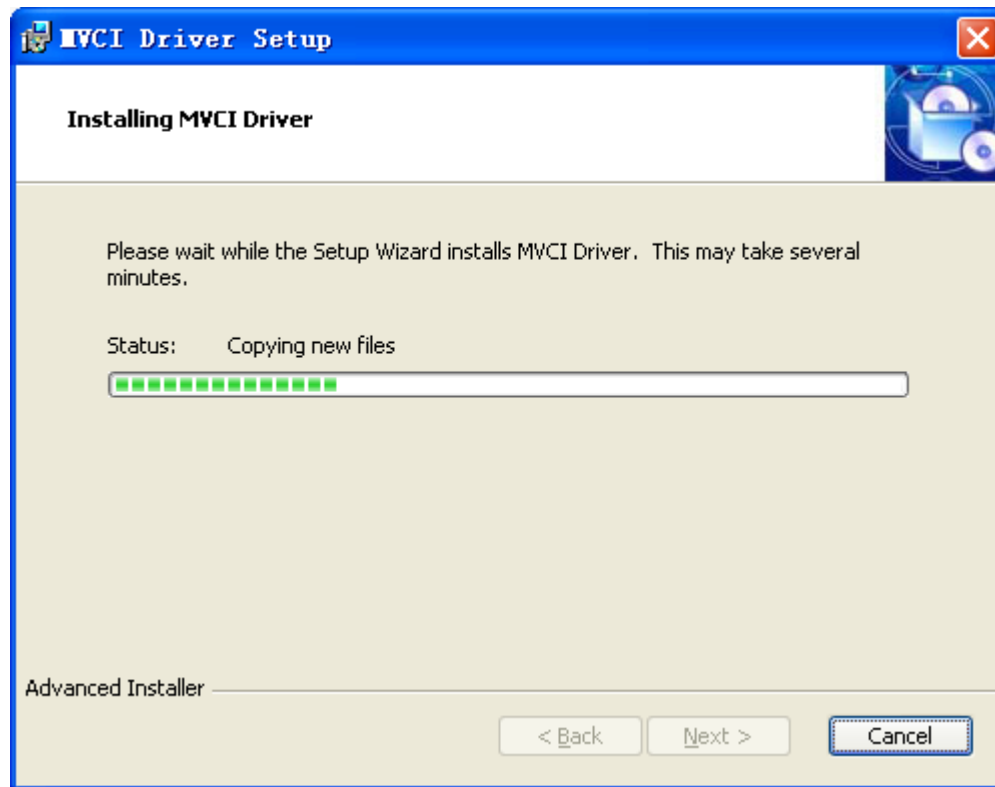 MVCI Driver Setup
Installing MVCI Driver
Please wait while the Setup Wizard installs MVCI Driver. This may take several
minutes.
Status: Copying new files
Advanced Installer
< Back Next > Cancel